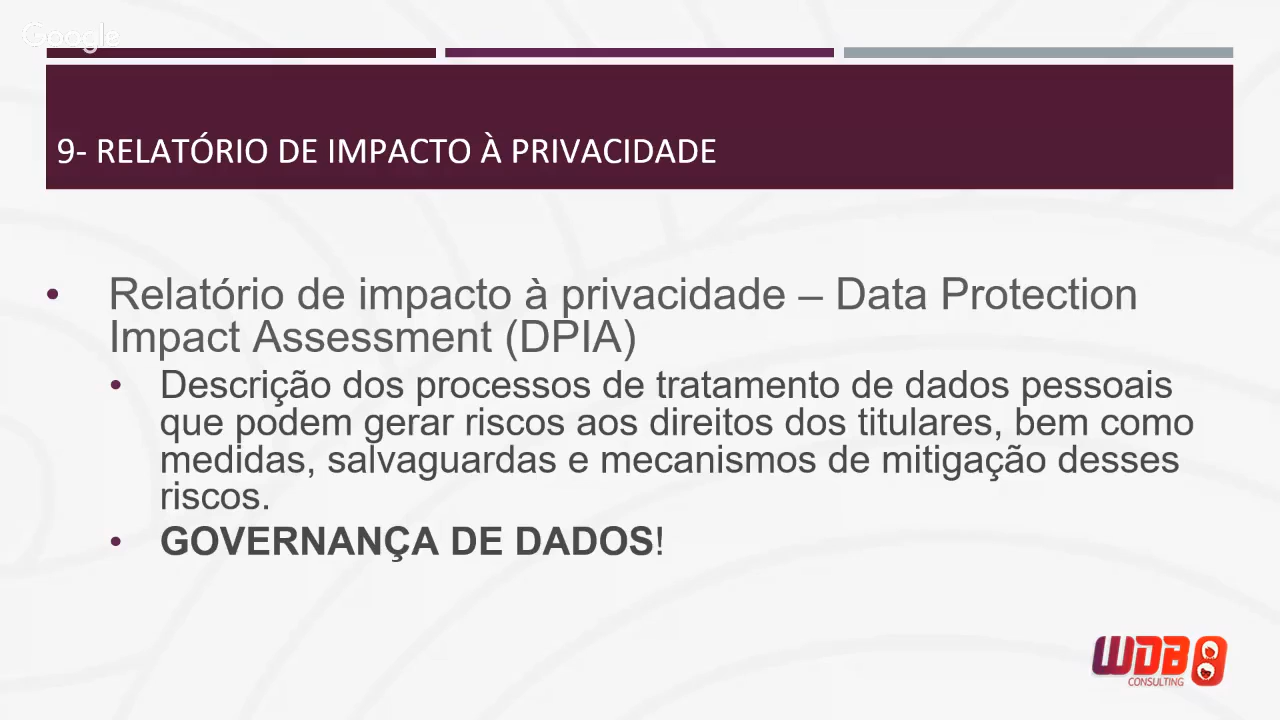 Google
9- RELATÓRIO DE IMPACTO À PRIVACIDADE
• Relatório de impacto à privacidade – Data Protection
Impact Assessment (DPIA)
• Descrição dos processos de tratamento de dados pessoais
que podem gerar riscos aos direitos dos titulares, bem como
medidas, salvaguardas e mecanismos de mitigação desses
riscos.
• GOVERNANÇA DE DADOS!
WDB8
CONSULTING